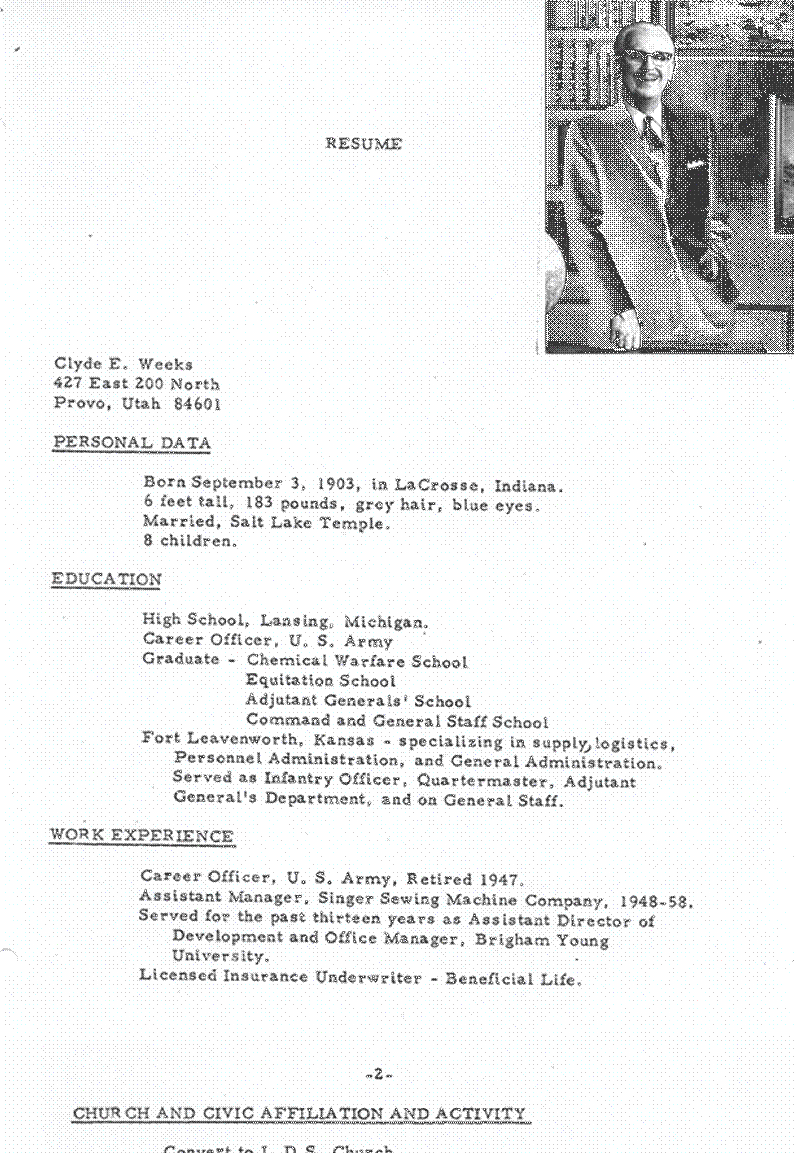 RESUME
Clyde E. Weeks
427 East 200 North
Provo, Utah 84601
PERSONAL DATA
Born September 3, 1903, in LaCrosse, Indiana.
6 feet tall, 183 pounds, grey hair, blue eyes.
Married, Salt Lake Temple.
8 children.
EDUCATION
High School, Lansing, Michigan.
Career Officer, U. S. Army
Graduate - Chemical Warfare School
Equitation School
Adjutant Generals' School
Command and General Staff School
Fort Leavenworth, Kansas - specializing in supply, logistics,
Personnel Administration, and General Administration.
Served as Infantry Officer, Quartermaster, Adjutant
General's Department, and on General Staff.
WORK EXPERIENCE
Career Officer, U. S. Army, Retired 1947.
Assistant Manager, Singer Sewing Machine Company, 1948-58.
Served for the past thirteen years as Assistant Director of
Development and Office Manager, Brigham Young
University.
Licensed Insurance Underwriter - Beneficial Life.
-2-
CHURCH AND CIVIC AFFILIATION AND ACTIVITY
Convert to L. D. S. Church